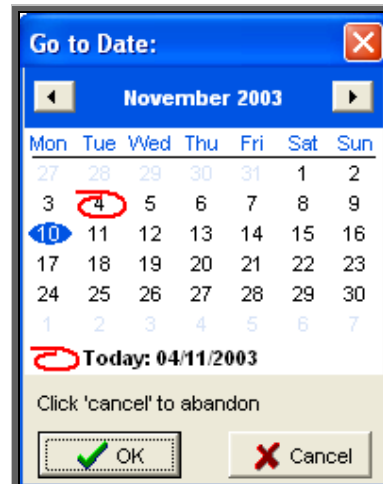 Go to Date:
November 2003
Mon Tue Wed Thu Fri Sat Sun
27 28 29 30 31 1 2
3 4 5 6 7 8 9
10 11 12 13 14 15 16
17 18 19 20 21 22 23
24 25 26 27 28 29 30
1 2 3 4 5 6 7
Today: 04/11/2003
Click 'cancel' to abandon
OK Cancel